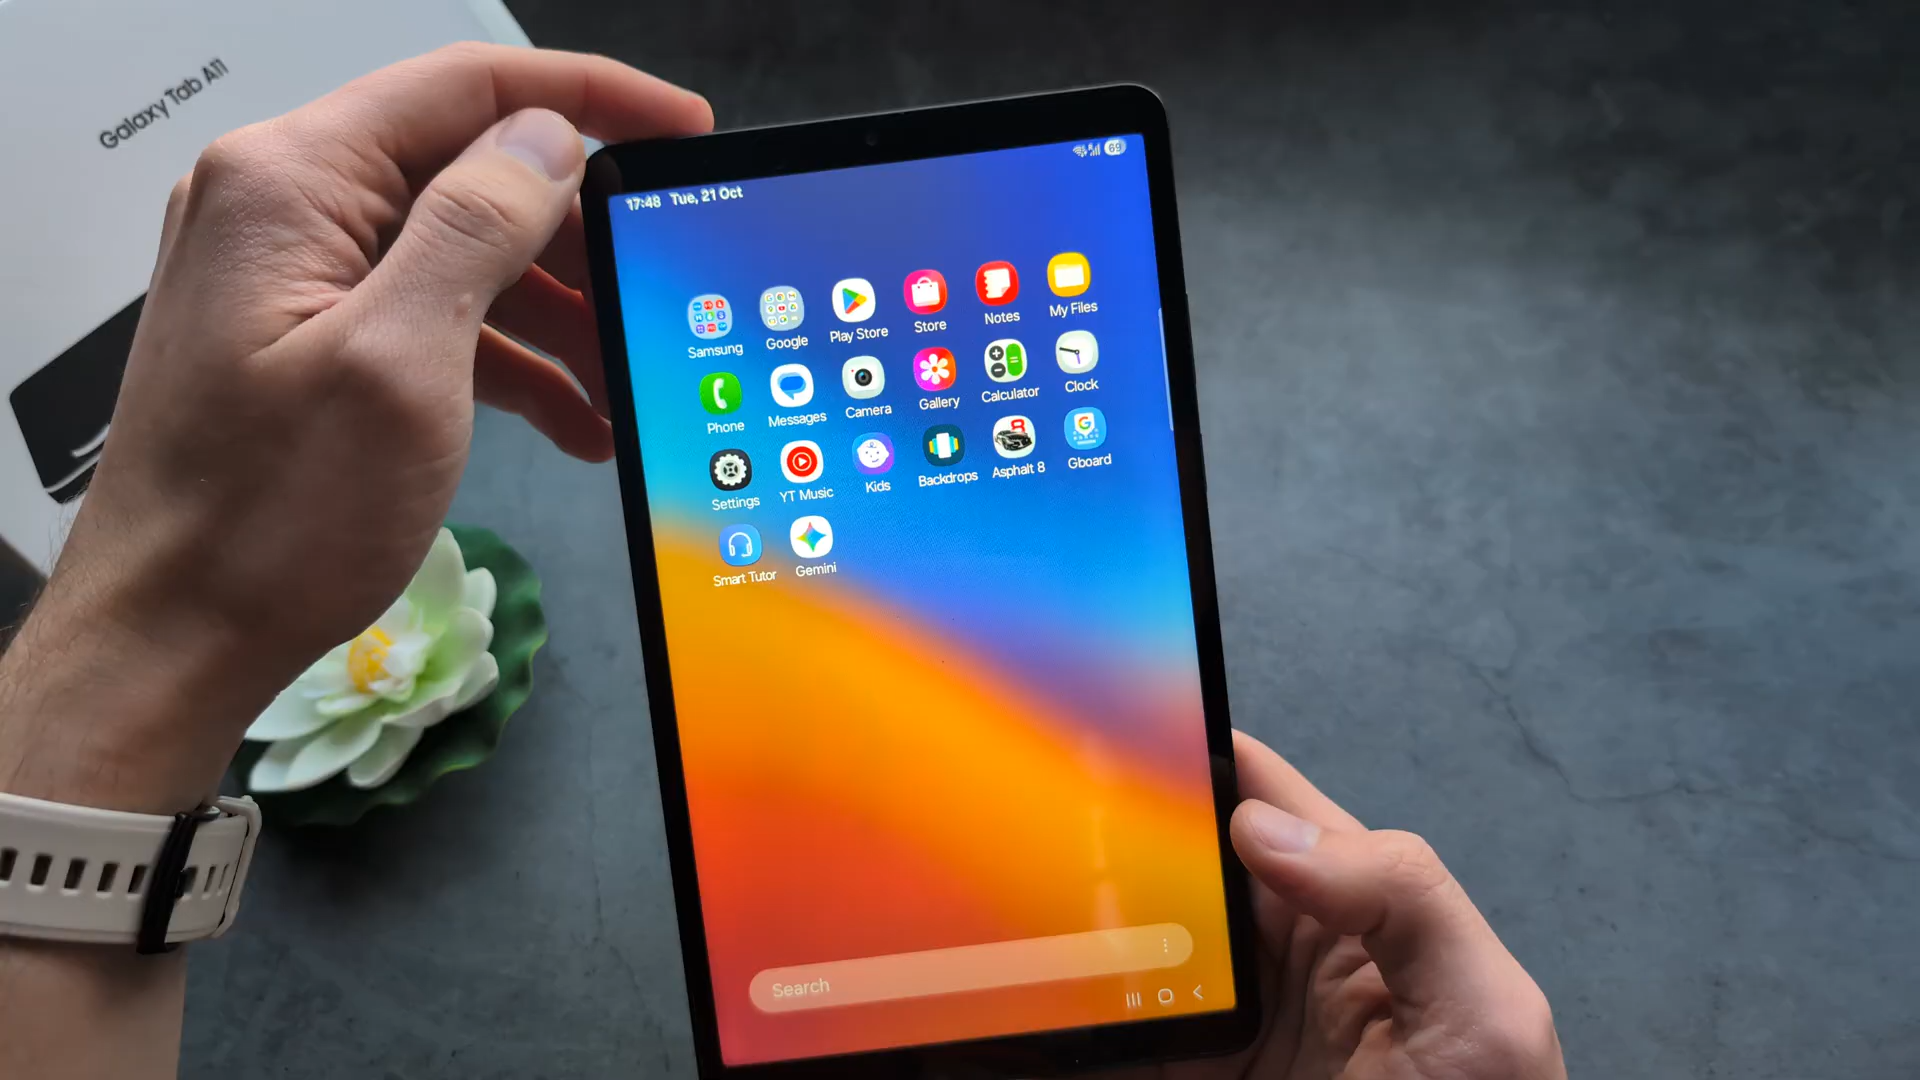 Galaxy Tab A11
17:48 Tue, 21 Oct
69
Samsung Google Play Store Store Notes My Files
Phone Messages Camera Gallery Calculator Clock
Settings YT Music Kids Backdrops Asphalt 8 Gboard
Smart Tutor Gemini
Search